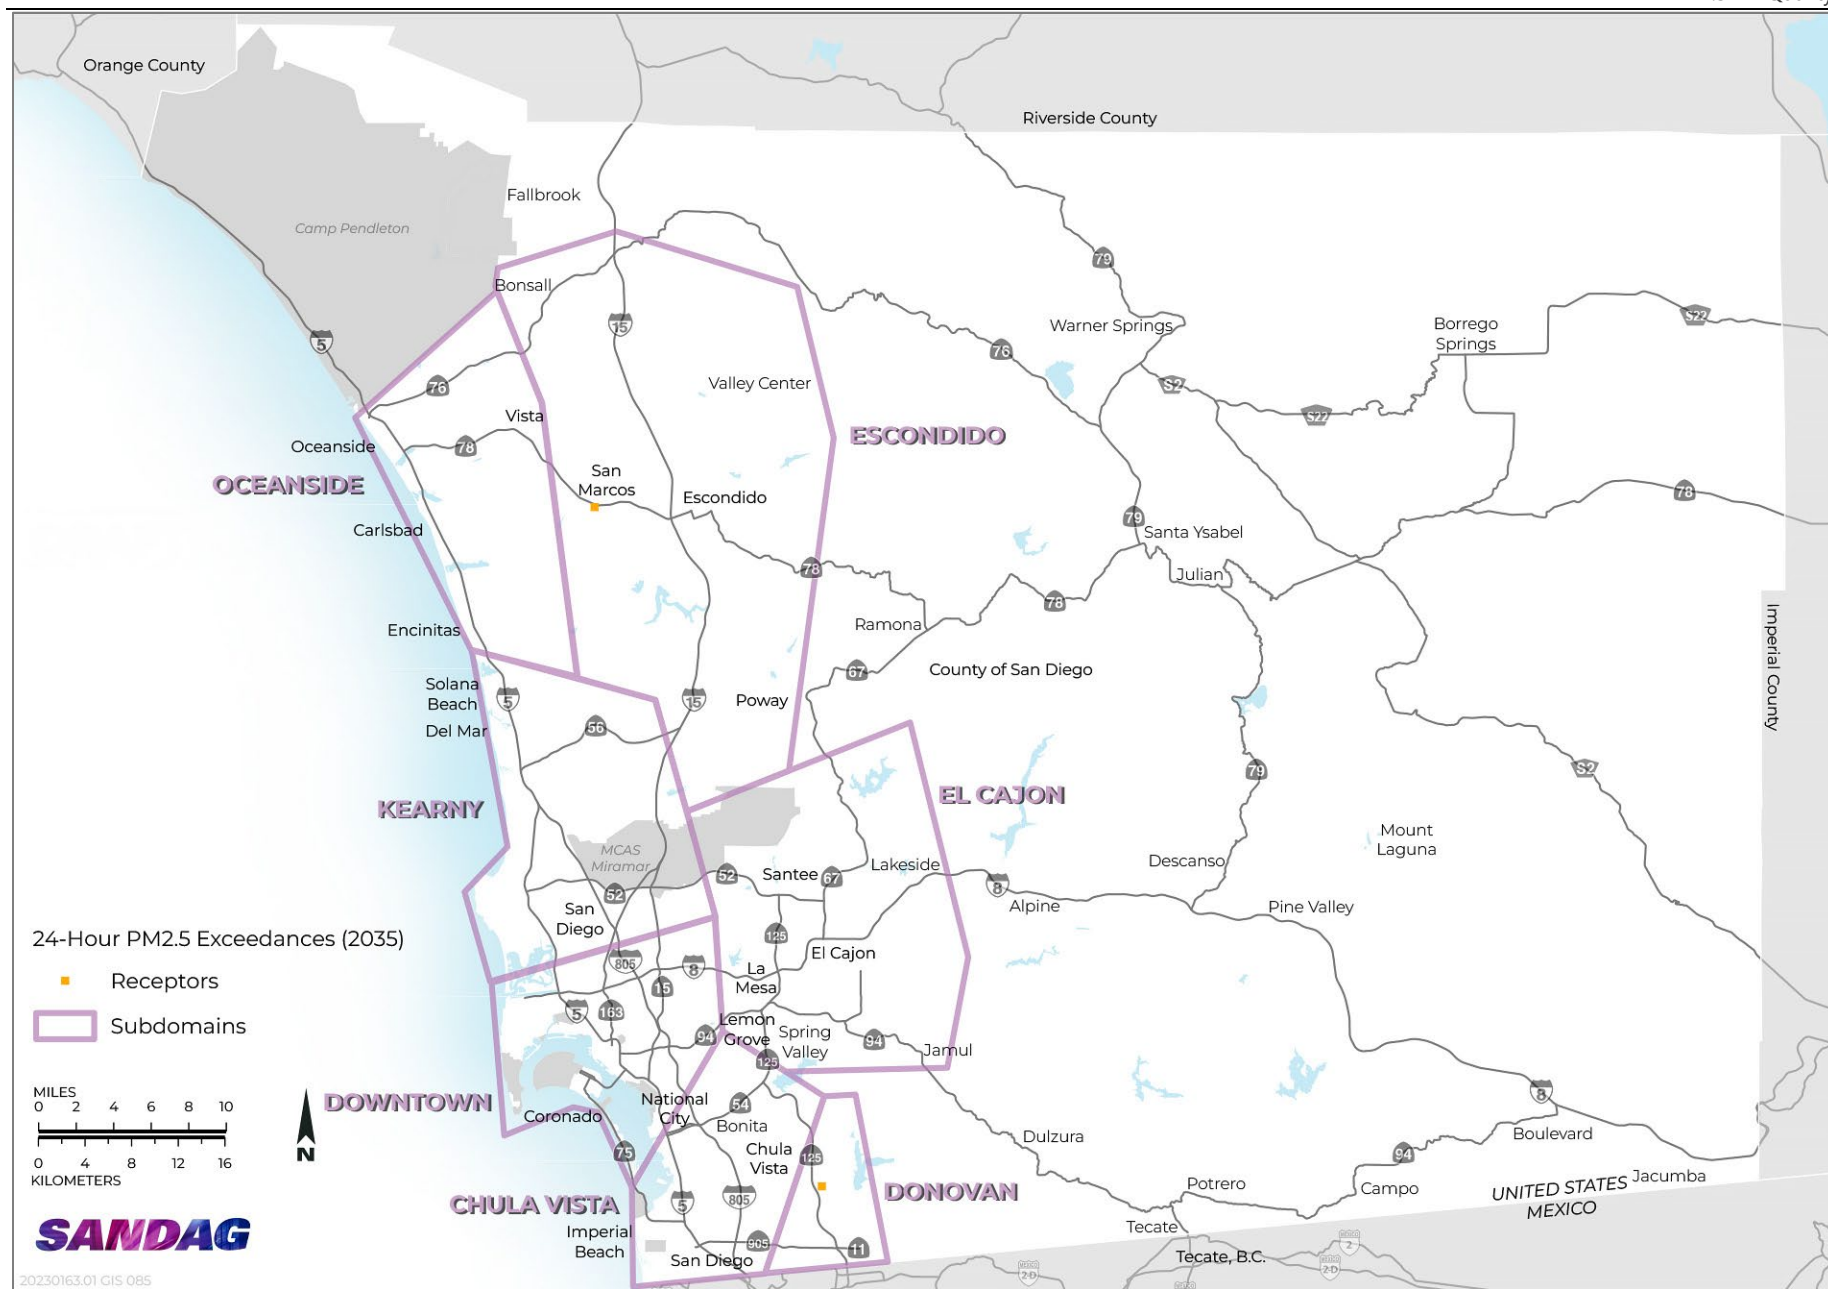 Orange County
Riverside County
Fallbrook
Camp Pendleton
79
Bonsall
15
5
Warner Springs
Borrego
Springs
S22
76
76
S2
S22
Valley Center
Vista
ESCONDIDO
Oceanside
78
OCEANSIDE
San
Marcos
Escondido
78
79
Carlsbad
Santa Ysabel
78
Julian
78
Encinitas
Ramona
67
County of San Diego
Imperial County
Solana
Beach
5
15
Poway
56
Del Mar
79
S2
KEARNY
EL CAJON
MCAS
Miramar
Mount
Laguna
52
Santee
67
Lakeside
Descanso
52
8
Alpine
Pine Valley
San
Diego
125
El Cajon
805
8
La
Mesa
15
5
163
94
Lemon
Grove
Spring
Valley
94
125
Jamul
24-Hour PM2.5 Exceedances (2035)
Receptors
Subdomains
MILES
0 2 4 6 8 10
0 4 8 12 16
KILOMETERS
N
DOWNTOWN
Coronado
National
City
54
Bonita
8
Dulzura
Boulevard
75
Chula
Vista
125
94
CHULA VISTA
5
805
DONOVAN
Potrero
Campo
UNITED STATES
MEXICO
Jacumba
Imperial
Beach
Tecate
905
11
San Diego
Tecate, B.C.
2
2D
2D
SANDAG
20230163.01 GIS 085